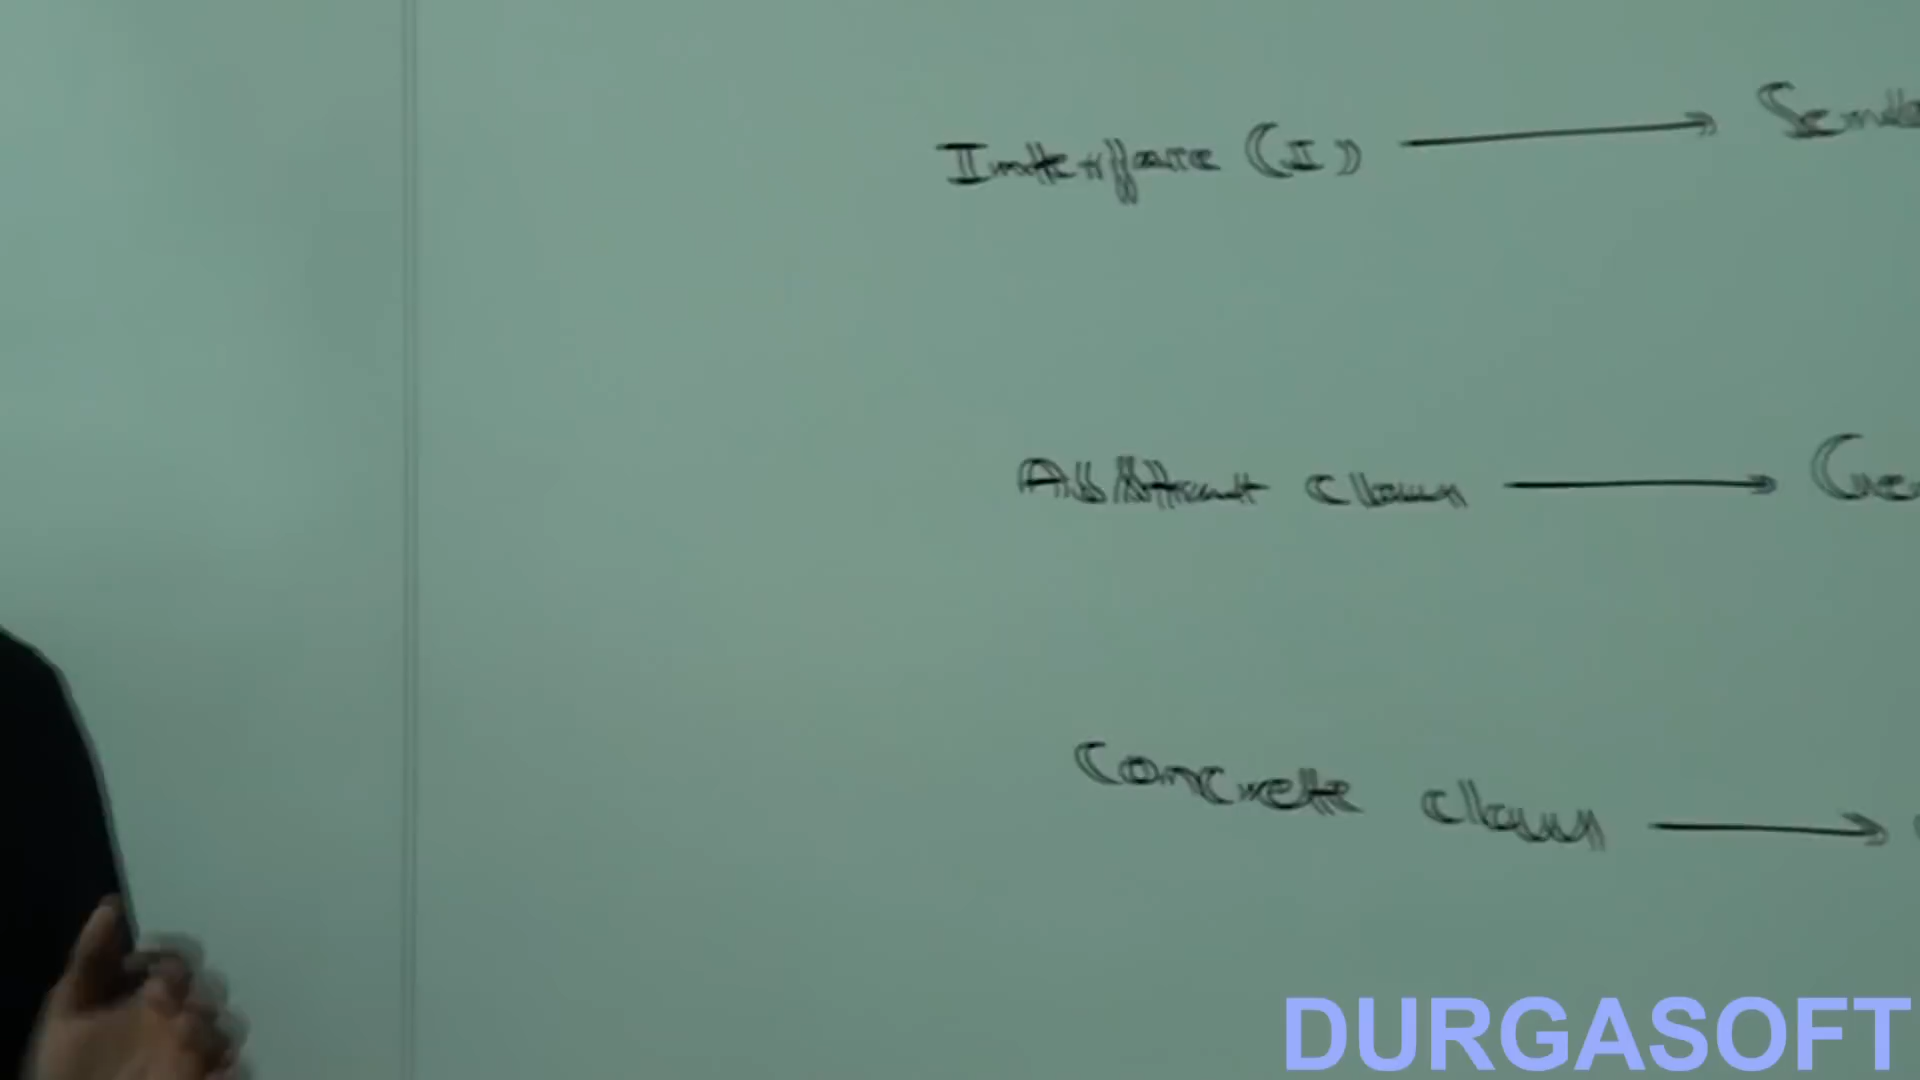 Interface (I) →
Abstract class →
Concrete class →
DURGASOFT